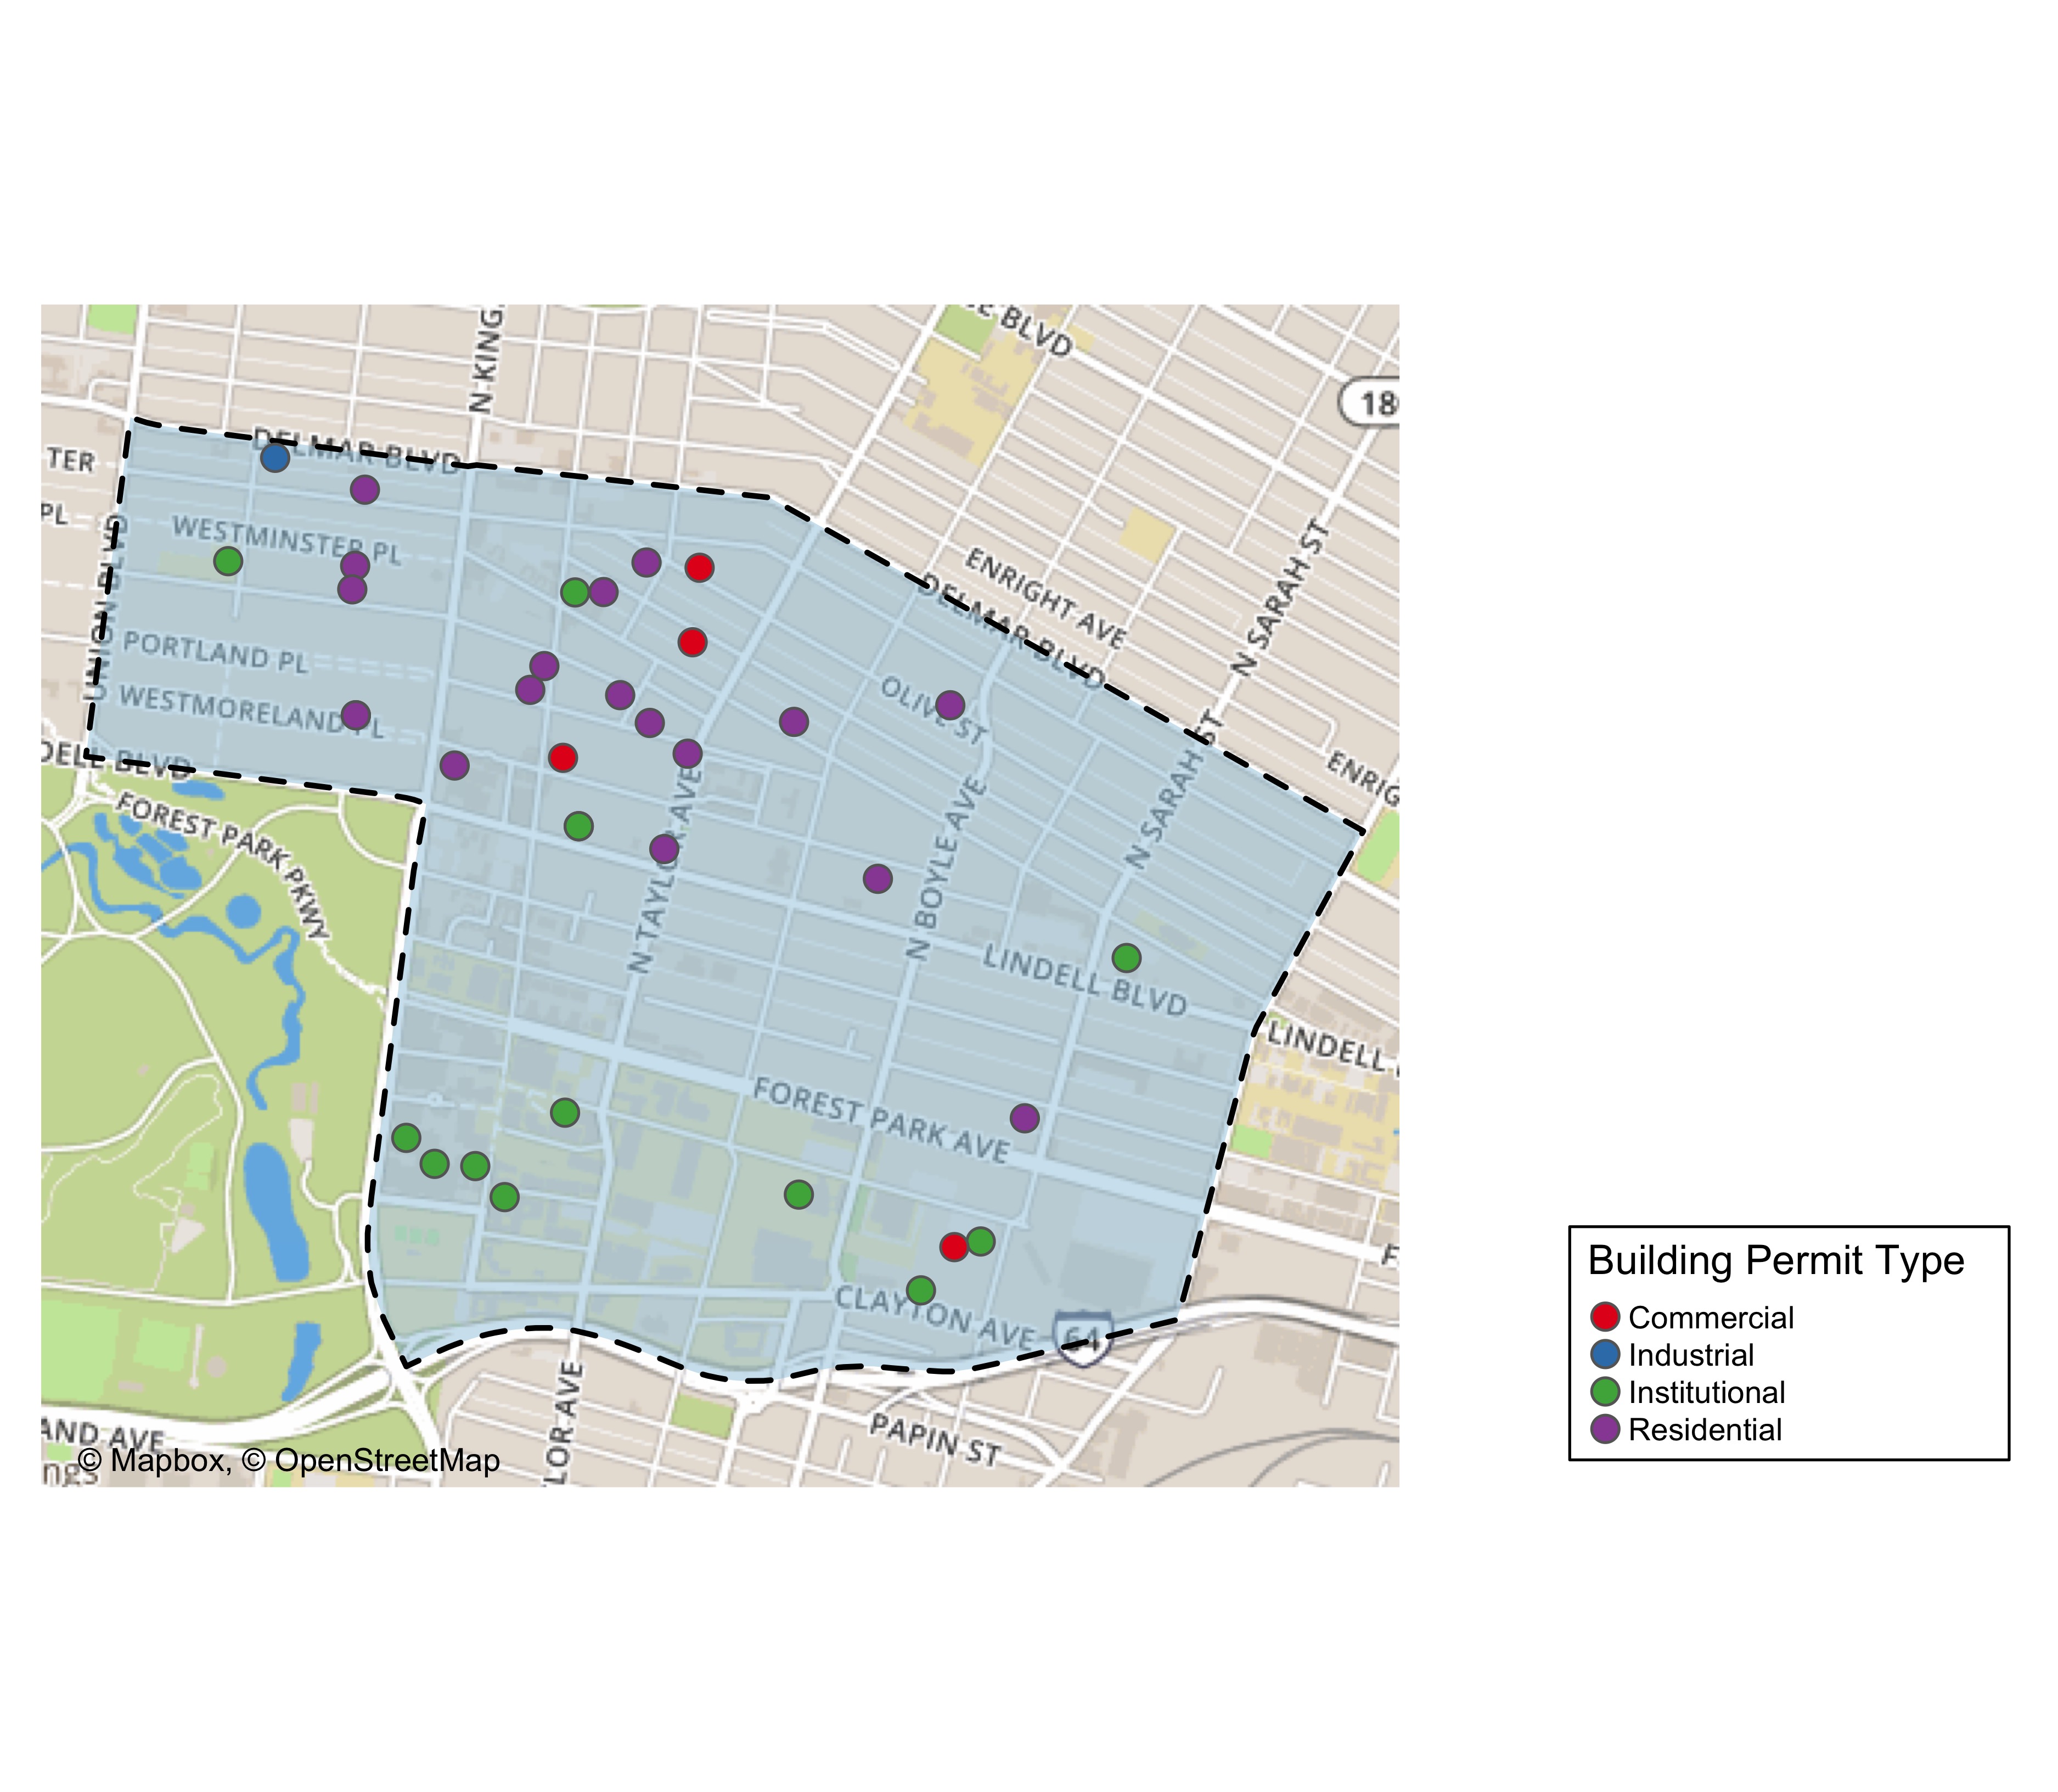 E BLVD
N KING
18
DELMAR BLVD
TER
PL
WESTMINSTER PL
UNION BLVD
ENRIGHT AVE
DELMAR BLVD
N SARAH ST
PORTLAND PL
WESTMORELAND PL
OLIVE ST
N SARAH ST
DELL BLVD
ENRIG
FOREST PARK PKWY
N TAYLOR AVE
N BOYLE AVE
LINDELL BLVD
LINDELL
FOREST PARK AVE
F
CLAYTON AVE
64
LOR AVE
PAPIN ST
AND AVE
ngs
© Mapbox, © OpenStreetMap
Building Permit Type
Commercial
Industrial
Institutional
Residential